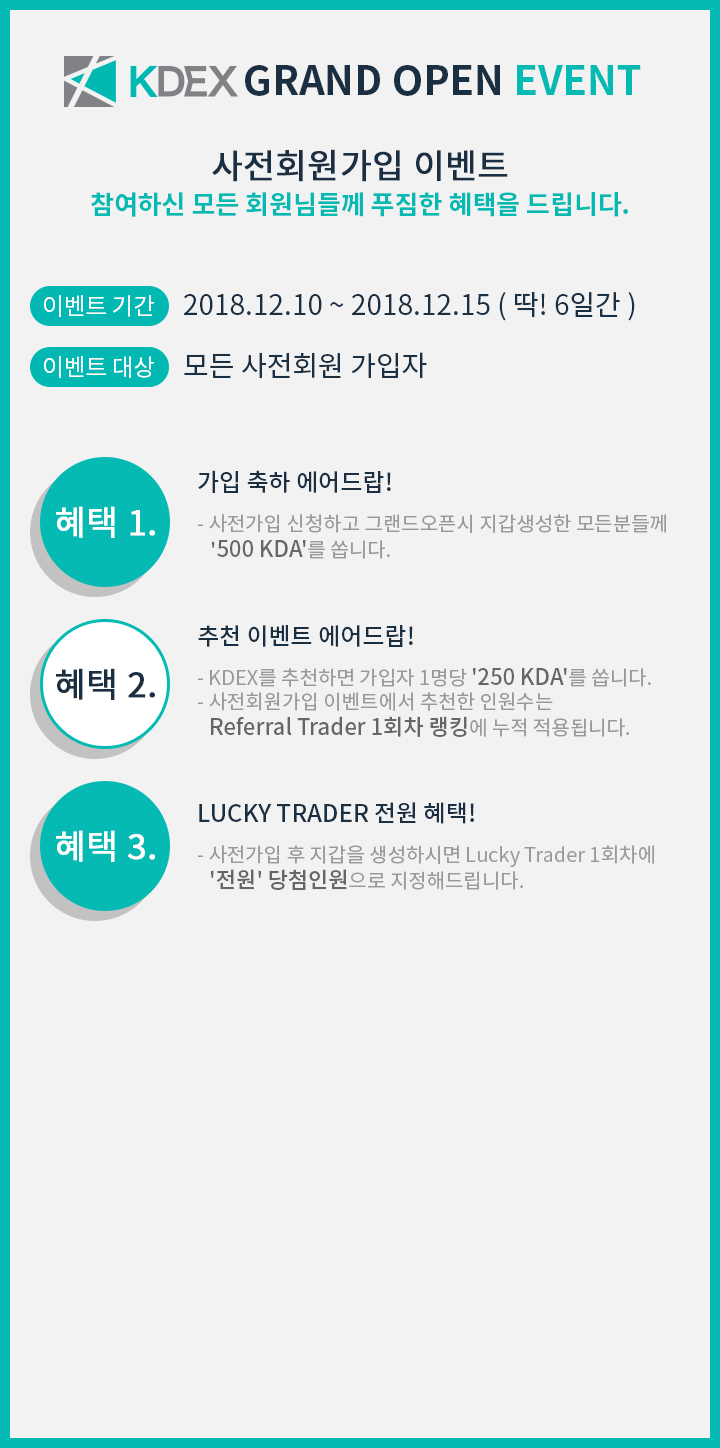 KDEX GRAND OPEN EVENT
사전회원가입 이벤트
참여하신 모든 회원님들께 푸짐한 혜택을 드립니다.
이벤트 기간 2018.12.10 ~ 2018.12.15 ( 딱! 6일간 )
이벤트 대상 모든 사전회원 가입자
혜택 1.
가입 축하 에어드랍!
- 사전가입 신청하고 그랜드오픈시 지갑생성한 모든분들께
'500 KDA'를 쏩니다.
혜택 2.
추천 이벤트 에어드랍!
- KDEX를 추천하면 가입자 1명당 '250 KDA'를 쏩니다.
- 사전회원가입 이벤트에서 추천한 인원수는
Referral Trader 1회차 랭킹에 누적 적용됩니다.
혜택 3.
LUCKY TRADER 전원 혜택!
- 사전가입 후 지갑을 생성하시면 Lucky Trader 1회차에
'전원' 당첨인원으로 지정해드립니다.